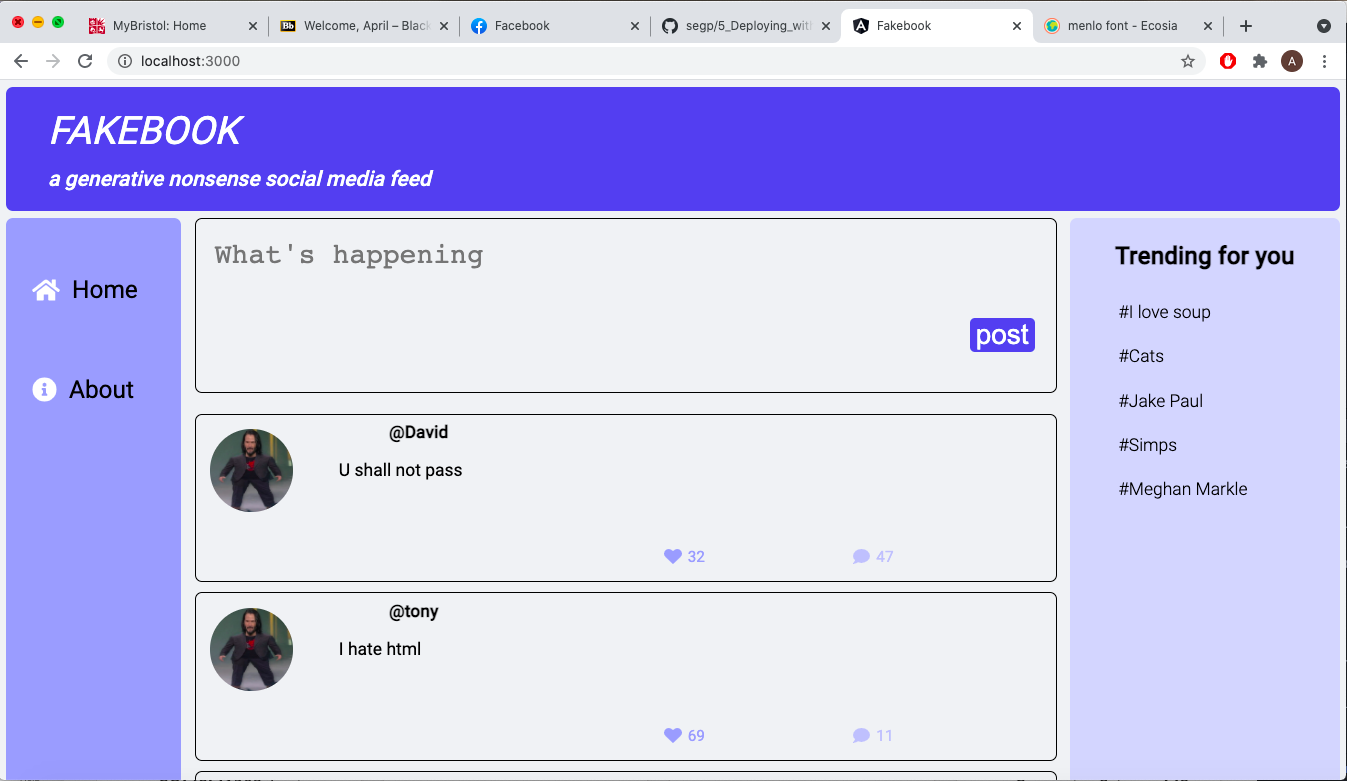 MyBristol: Home
Welcome, April – Black
Facebook
segp/5_Deploying_with
Fakebook
menlo font - Ecosia
localhost:3000
A
FAKEBOOK
a generative nonsense social media feed
Home
About
What's happening
post
@David
U shall not pass
32
47
@tony
I hate html
69
11
Trending for you
#I love soup
#Cats
#Jake Paul
#Simps
#Meghan Markle